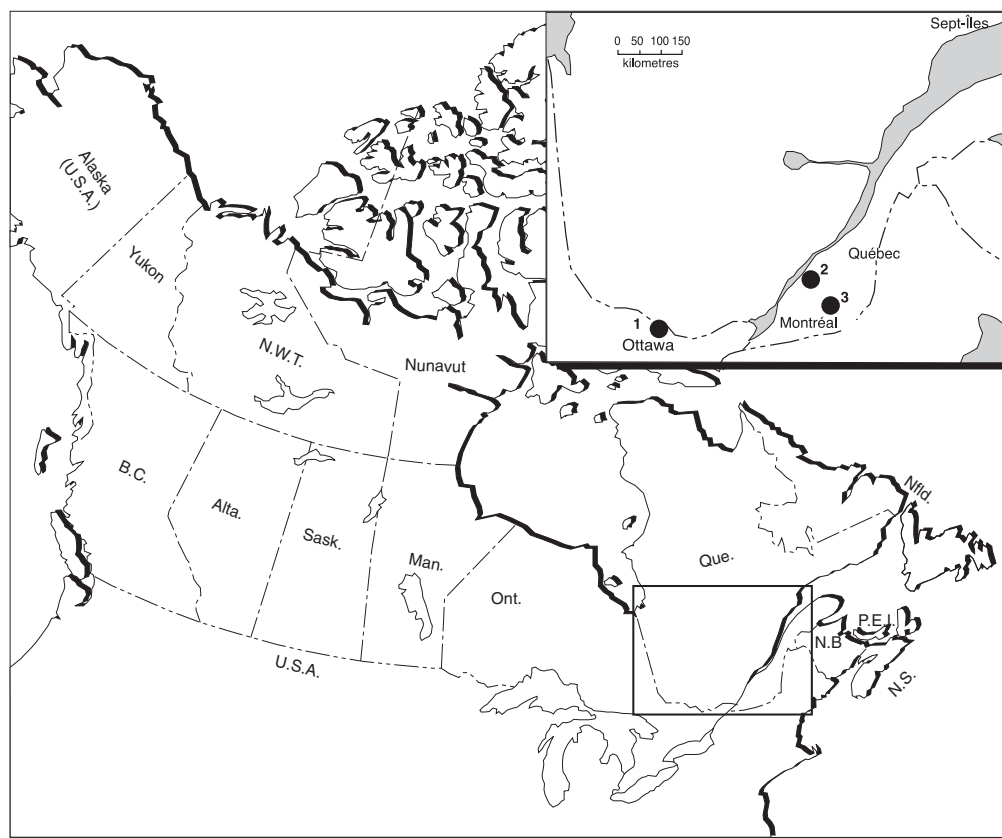 Sept-Îles
0 50 100 150
kilometres
Québec
2
3
1
Montréal
Ottawa
Alaska
(U.S.A.)
Yukon
N.W.T.
Nunavut
B.C.
Alta.
Sask.
Man.
Ont.
Que.
Nfld.
P.E.I.
N.B
N.S.
U.S.A.